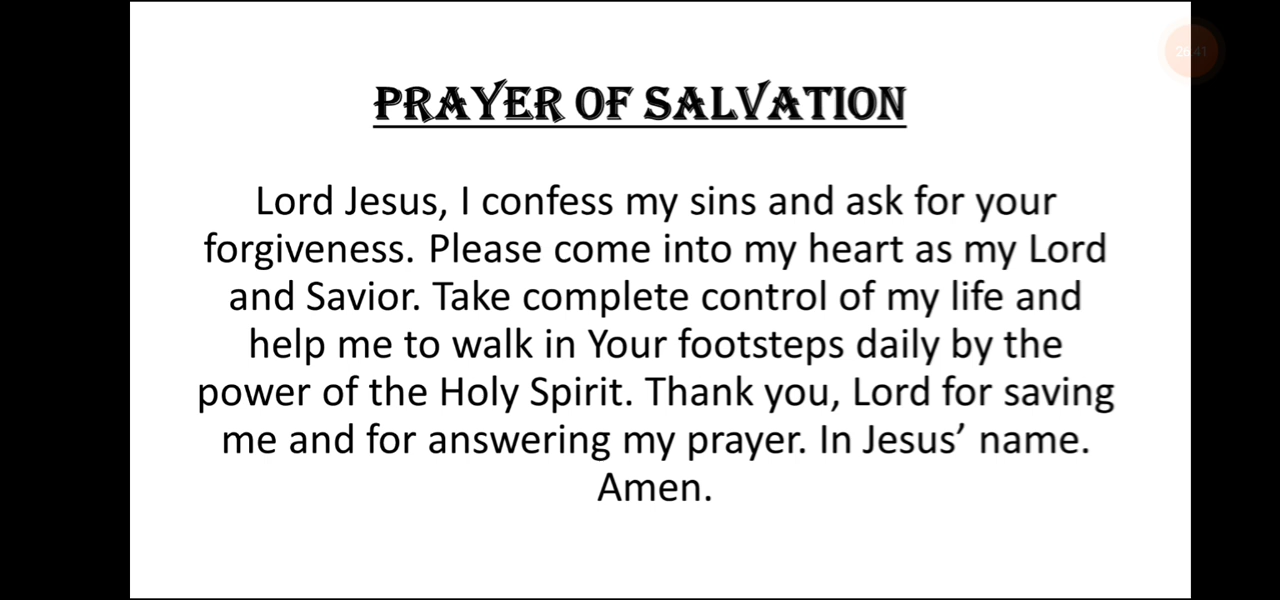 26:41
PRAYER OF SALVATION
Lord Jesus, I confess my sins and ask for your
forgiveness. Please come into my heart as my Lord
and Savior. Take complete control of my life and
help me to walk in Your footsteps daily by the
power of the Holy Spirit. Thank you, Lord for saving
me and for answering my prayer. In Jesus’ name.
Amen.